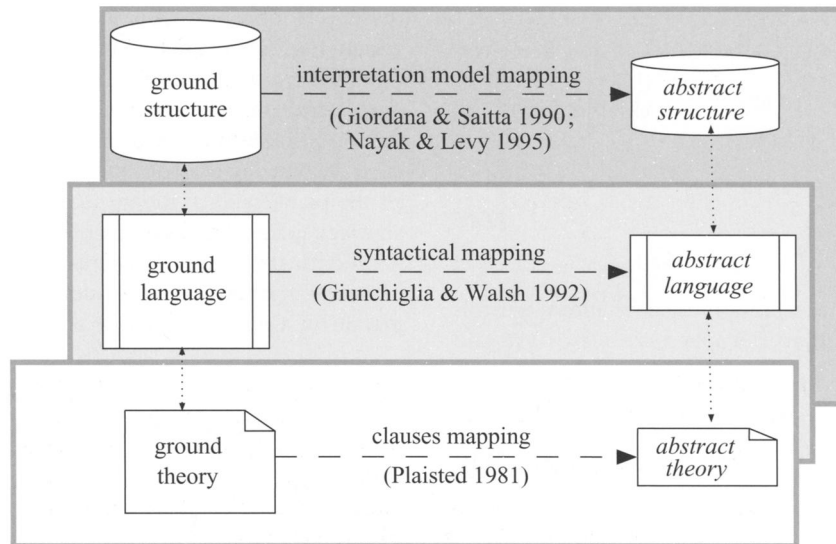 ground
structure
interpretation model mapping
(Giordana & Saitta 1990;
Nayak & Levy 1995)
abstract
structure
ground
language
syntactical mapping
(Giunchiglia & Walsh 1992)
abstract
language
ground
theory
clauses mapping
(Plaisted 1981)
abstract
theory